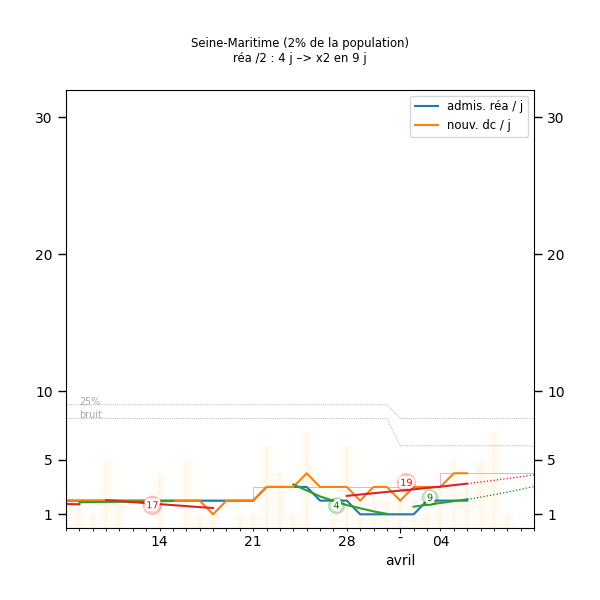 Seine-Maritime (2% de la population)
réa /2 : 4 j –> x2 en 9 j
admis. réa / j
nouv. dc / j
30 30
20 20
10 10
25%
bruit
5 5
17 4 19 9
1 1
14 21 28 - 04
avril